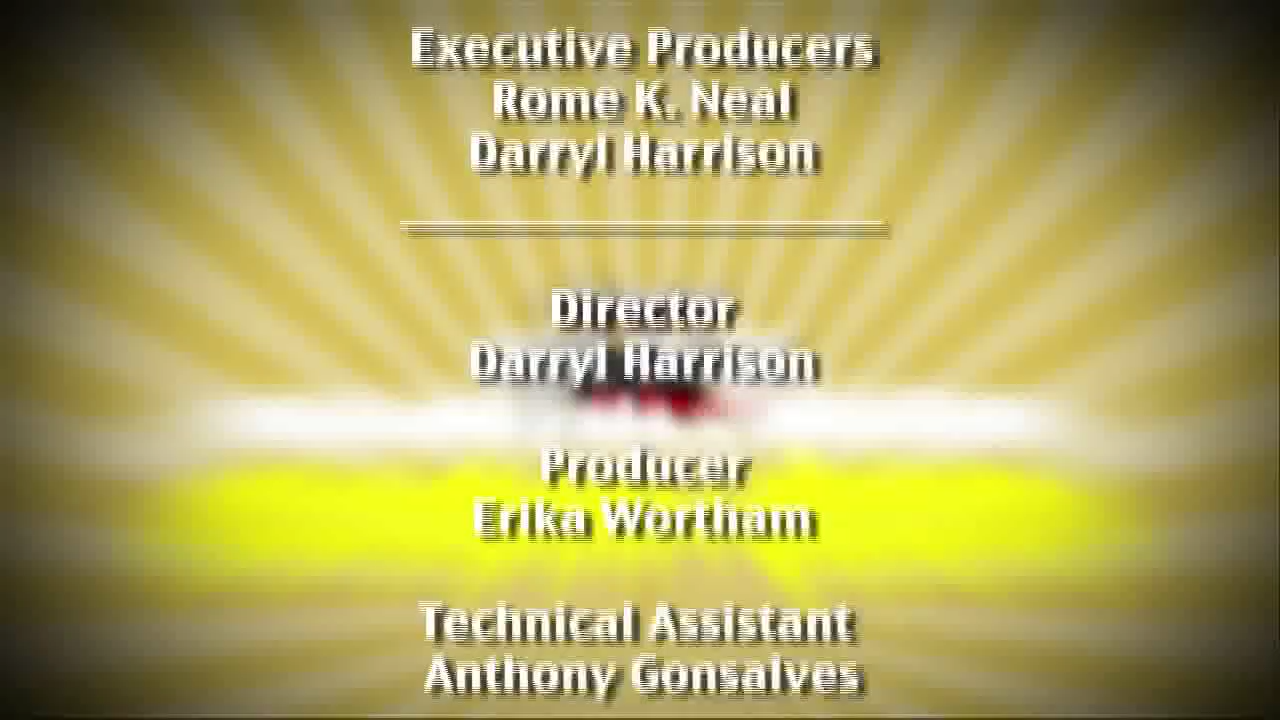 Executive Producers
Rome K. Neal
Darryl Harrison
Director
Darryl Harrison
Producer
Erika Wortham
Technical Assistant
Anthony Gonsalves